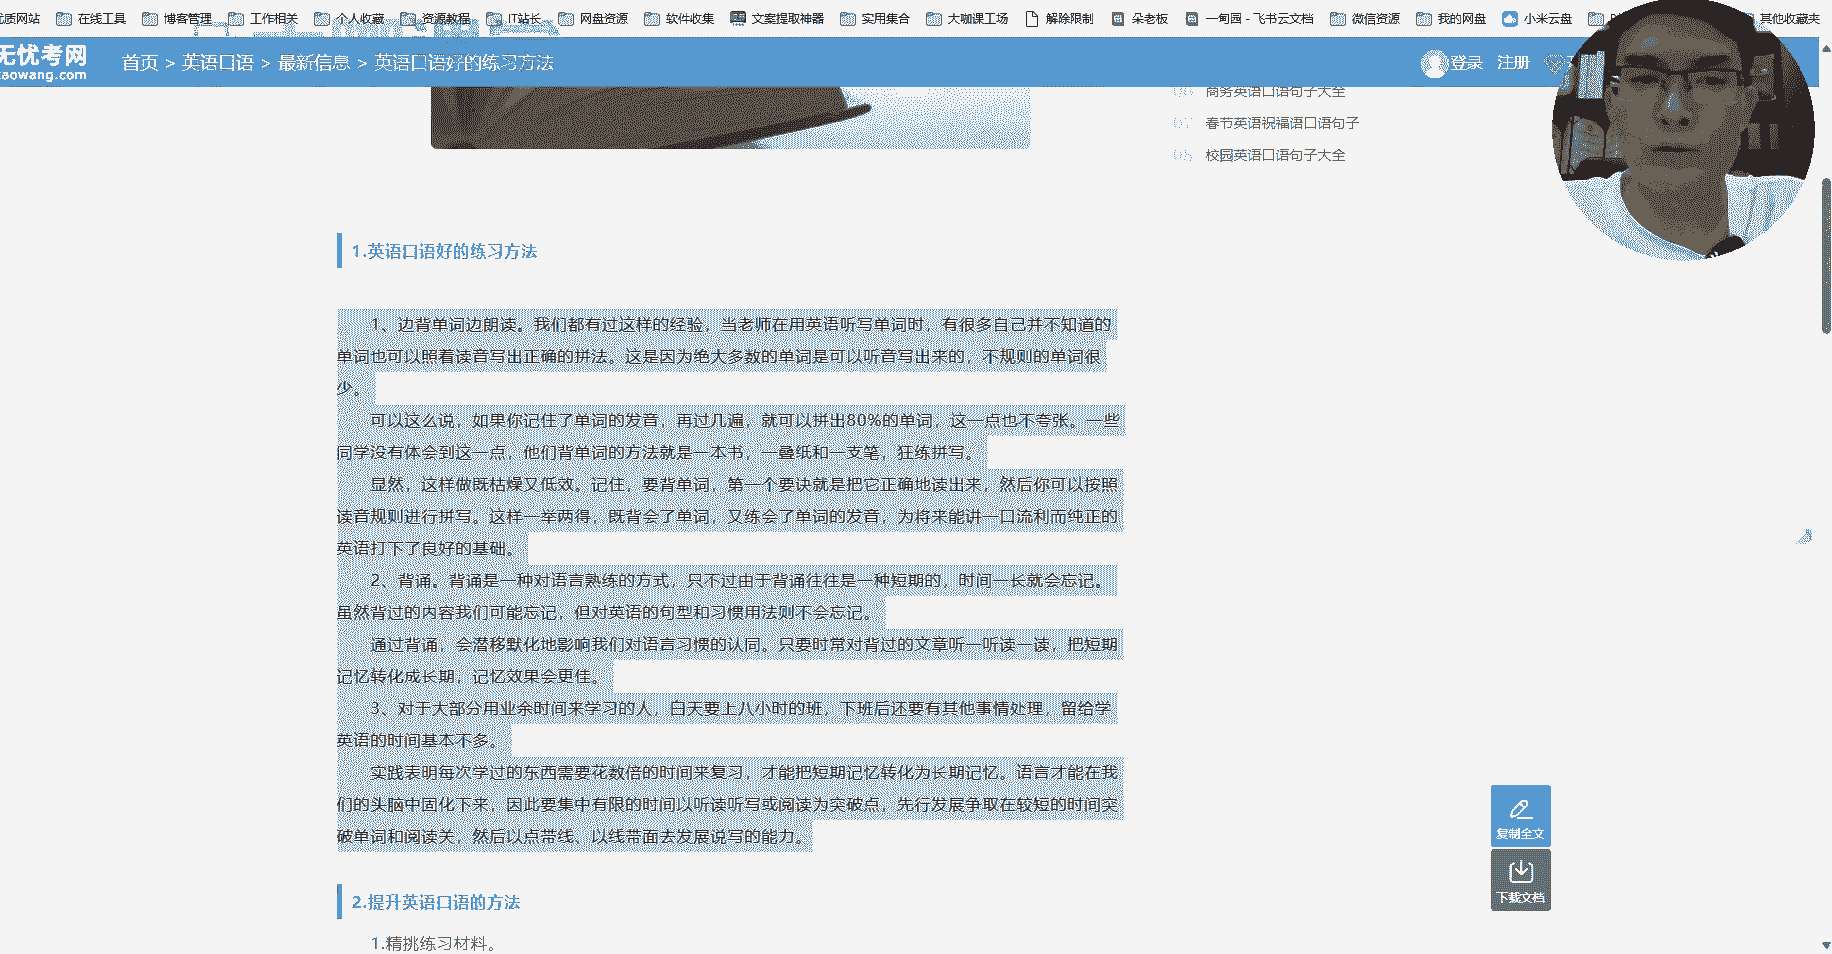 优质网站 在线工具 博客管理 工作相关 个人收藏 资源教程 IT站长 网盘资源 软件收集 文案提取神器 实用集合 大咖课工场 解除限制 朵老板 一甸园 - 飞书云文档 微信资源 我的网盘 小米云盘 其他收藏夹
无忧考网
kaowang.com
首页 > 英语口语 > 最新信息 > 英语口语好的练习方法
登录 注册
商务英语口语句子大全
07 春节英语祝福语口语句子
校园英语口语句子大全
1.英语口语好的练习方法
1、边背单词边朗读。我们都有过这样的经验，当老师在用英语听写单词时，有很多自己并不知道的
单词也可以照着读音写出正确的拼法。这是因为绝大多数的单词是可以听音写出来的，不规则的单词很
少。
可以这么说，如果你记住了单词的发音，再过几遍，就可以拼出80%的单词，这一点也不夸张。一些
同学没有体会到这一点，他们背单词的方法就是一本书，一叠纸和一支笔，狂练拼写。
显然，这样做既枯燥又低效。记住，要背单词，第一个要诀就是把它正确地读出来，然后你可以按照
读音规则进行拼写。这样一举两得，既背会了单词，又练会了单词的发音，为将来能讲一口流利而纯正的
英语打下了良好的基础。
2、背诵。背诵是一种对语言熟练的方式，只不过由于背诵往往是一种短期的，时间一长就会忘记。
虽然背过的内容我们可能忘记，但对英语的句型和习惯用法则不会忘记。
通过背诵，会潜移默化地影响我们对语言习惯的认同。只要时常对背过的文章听一听读一读，把短期
记忆转化成长期，记忆效果会更佳。
3、对于大部分用业余时间来学习的人，白天要上八小时的班，下班后还要有其他事情处理，留给学
英语的时间基本不多。
实践表明每次学过的东西需要花数倍的时间来复习，才能把短期记忆转化为长期记忆。语言才能在我
们的头脑中固化下来，因此要集中有限的时间以听读听写或阅读为突破点，先行发展争取在较短的时间突
破单词和阅读关，然后以点带线、以线带面去发展说写的能力。
复制全文
下载文档
2.提升英语口语的方法
1.精挑练习材料。